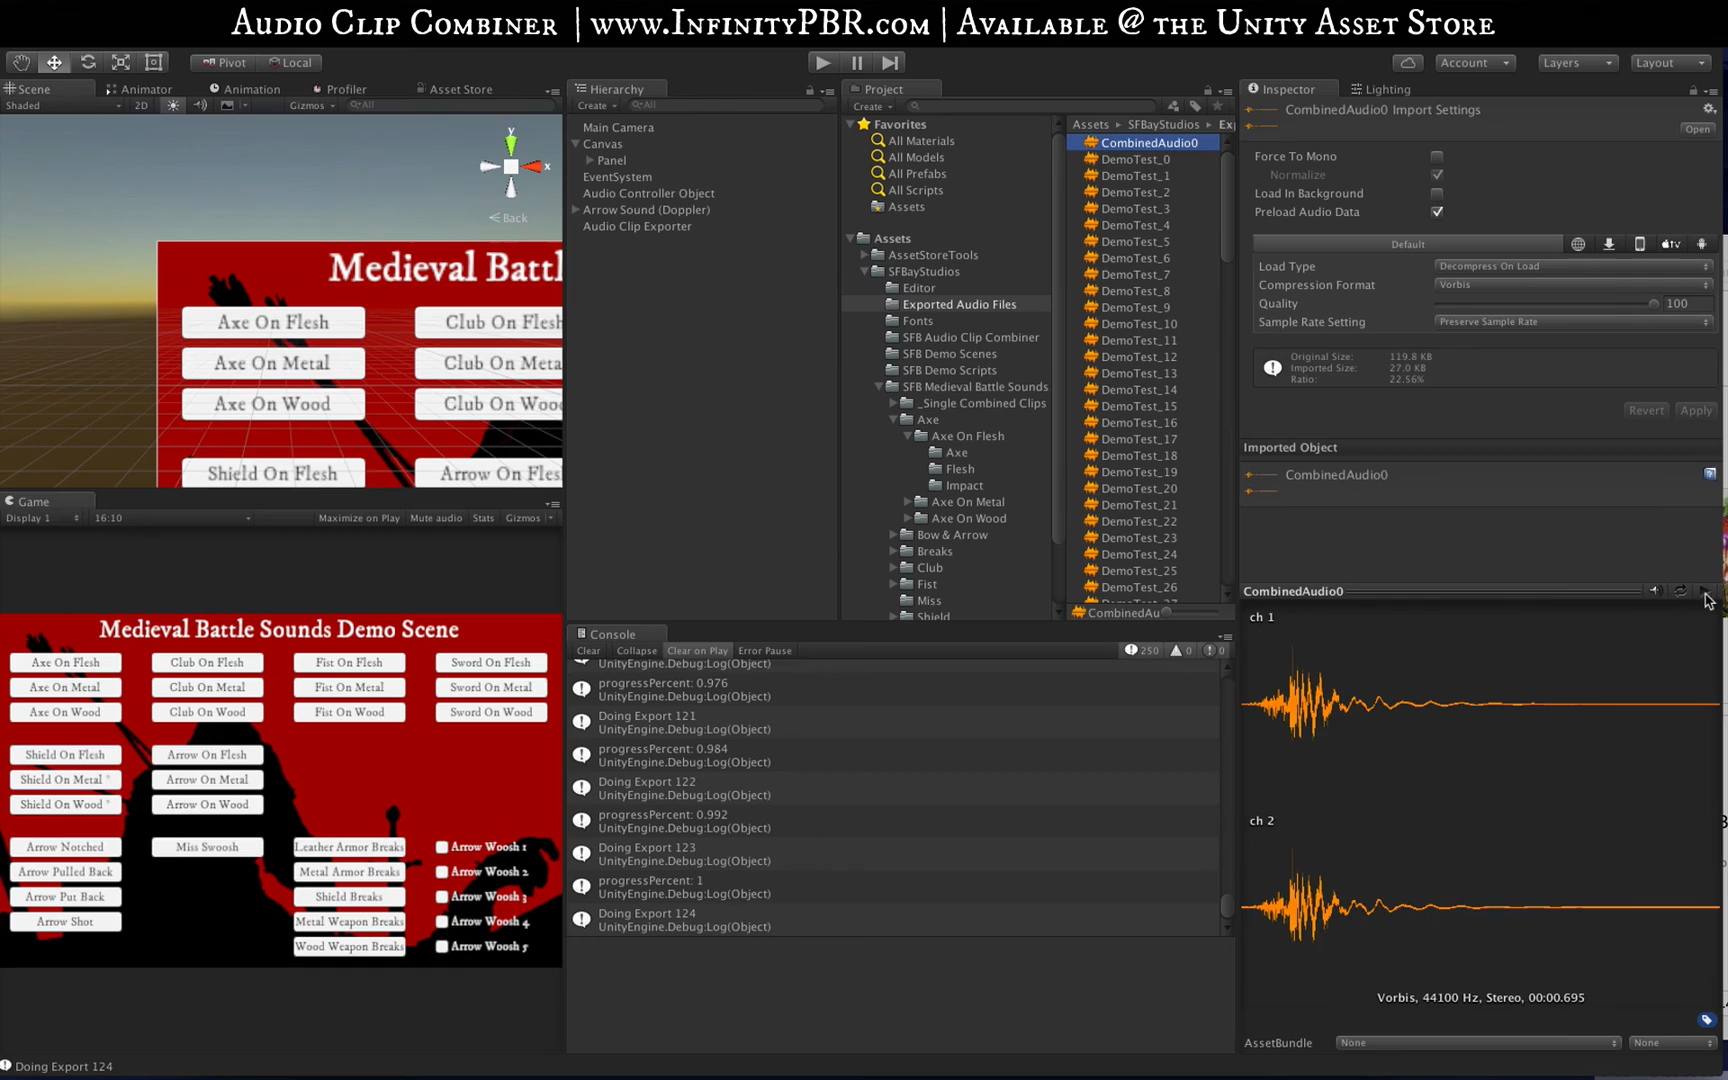 Audio Clip Combiner | www.InfinityPBR.com | Available @ the Unity Asset Store
Pivot
Local
Account
Layers
Layout
Scene
Animator
Animation
Profiler
Asset Store
Shaded
2D
Gizmos
All
y
x
Back
Medieval Battl
Axe On Flesh
Club On Flesh
Axe On Metal
Club On Meta
Axe On Wood
Club On Wood
Shield On Flesh
Arrow On Fles
Game
Display 1
16:10
Maximize on Play
Mute audio
Stats
Gizmos
Medieval Battle Sounds Demo Scene
Axe On Flesh
Club On Flesh
Fist On Flesh
Sword On Flesh
Axe On Metal
Club On Metal
Fist On Metal
Sword On Metal
Axe On Wood
Club On Wood
Fist On Wood
Sword On Wood
Shield On Flesh
Arrow On Flesh
Shield On Metal *
Arrow On Metal
Shield On Wood *
Arrow On Wood
Arrow Notched
Miss Swoosh
Leather Armor Breaks
Arrow Woosh 1
Arrow Pulled Back
Metal Armor Breaks
Arrow Woosh 2
Arrow Put Back
Shield Breaks
Arrow Woosh 3
Arrow Shot
Metal Weapon Breaks
Arrow Woosh 4
Wood Weapon Breaks
Arrow Woosh 5
Doing Export 124
Hierarchy
Create
All
Main Camera
Canvas
Panel
EventSystem
Audio Controller Object
Arrow Sound (Doppler)
Audio Clip Exporter
Project
Create
Favorites
All Materials
All Models
All Prefabs
All Scripts
Assets
Assets
AssetStoreTools
SFBayStudios
Editor
Exported Audio Files
Fonts
SFB Audio Clip Combiner
SFB Demo Scenes
SFB Demo Scripts
SFB Medieval Battle Sounds
_Single Combined Clips
Axe
Axe On Flesh
Axe
Flesh
Impact
Axe On Metal
Axe On Wood
Bow & Arrow
Breaks
Club
Fist
Miss
Shield
Assets
SFBayStudios
Ex
CombinedAudio0
DemoTest_0
DemoTest_1
DemoTest_2
DemoTest_3
DemoTest_4
DemoTest_5
DemoTest_6
DemoTest_7
DemoTest_8
DemoTest_9
DemoTest_10
DemoTest_11
DemoTest_12
DemoTest_13
DemoTest_14
DemoTest_15
DemoTest_16
DemoTest_17
DemoTest_18
DemoTest_19
DemoTest_20
DemoTest_21
DemoTest_22
DemoTest_23
DemoTest_24
DemoTest_25
DemoTest_26
CombinedAu
Console
Clear
Collapse
Clear on Play
Error Pause
250
0
0
UnityEngine.Debug:Log(Object)
progressPercent: 0.976
UnityEngine.Debug:Log(Object)
Doing Export 121
UnityEngine.Debug:Log(Object)
progressPercent: 0.984
UnityEngine.Debug:Log(Object)
Doing Export 122
UnityEngine.Debug:Log(Object)
progressPercent: 0.992
UnityEngine.Debug:Log(Object)
Doing Export 123
UnityEngine.Debug:Log(Object)
progressPercent: 1
UnityEngine.Debug:Log(Object)
Doing Export 124
UnityEngine.Debug:Log(Object)
Inspector
Lighting
CombinedAudio0 Import Settings
Open
Force To Mono
Normalize
Load In Background
Preload Audio Data
Default
Load Type
Decompress On Load
Compression Format
Vorbis
Quality
100
Sample Rate Setting
Preserve Sample Rate
Original Size: 119.8 KB
Imported Size: 27.0 KB
Ratio: 22.56%
Revert
Apply
Imported Object
CombinedAudio0
CombinedAudio0
ch 1
ch 2
Vorbis, 44100 Hz, Stereo, 00:00.695
AssetBundle
None
None